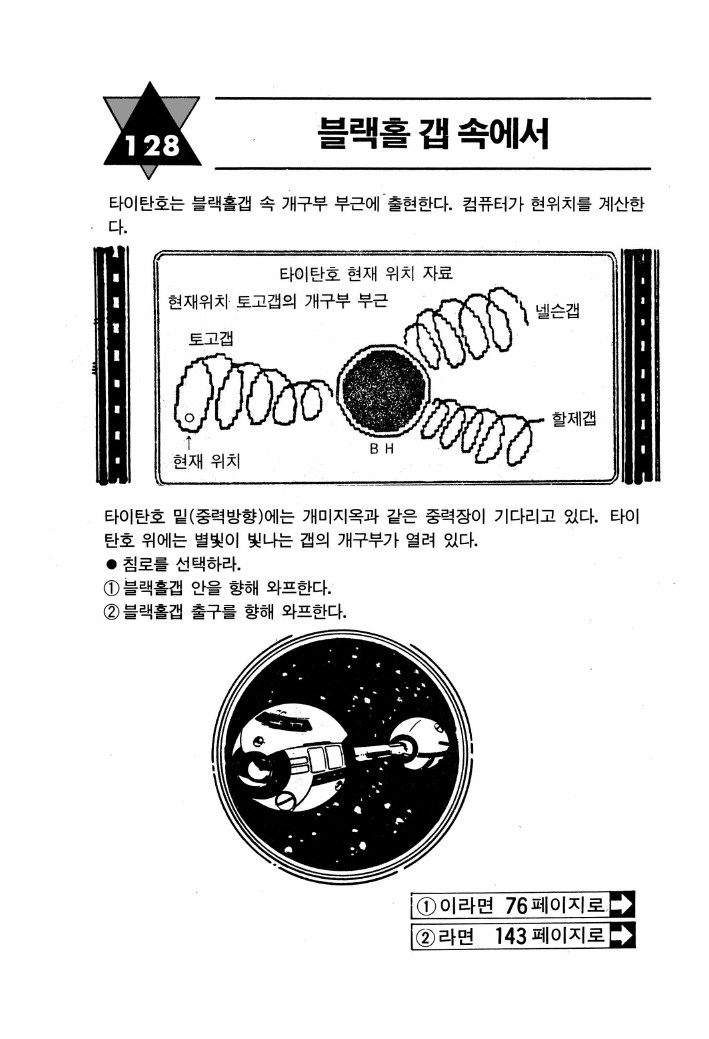 128
블랙홀 갭 속에서
타이탄호는 블랙홀갭 속 개구부 부근에 출현한다. 컴퓨터가 현위치를 계산한
다.
타이탄호 현재 위치 자료
현재위치 토고갭의 개구부 부근
넬슨갭
토고갭
할제갭
B H
↑
현재 위치
타이탄호 밑(중력방향)에는 개미지옥과 같은 중력장이 기다리고 있다. 타이
탄호 위에는 별빛이 빛나는 갭의 개구부가 열려 있다.
● 침로를 선택하라.
① 블랙홀갭 안을 향해 와프한다.
② 블랙홀갭 출구를 향해 와프한다.
①이라면 76 페이지로
②라면 143 페이지로